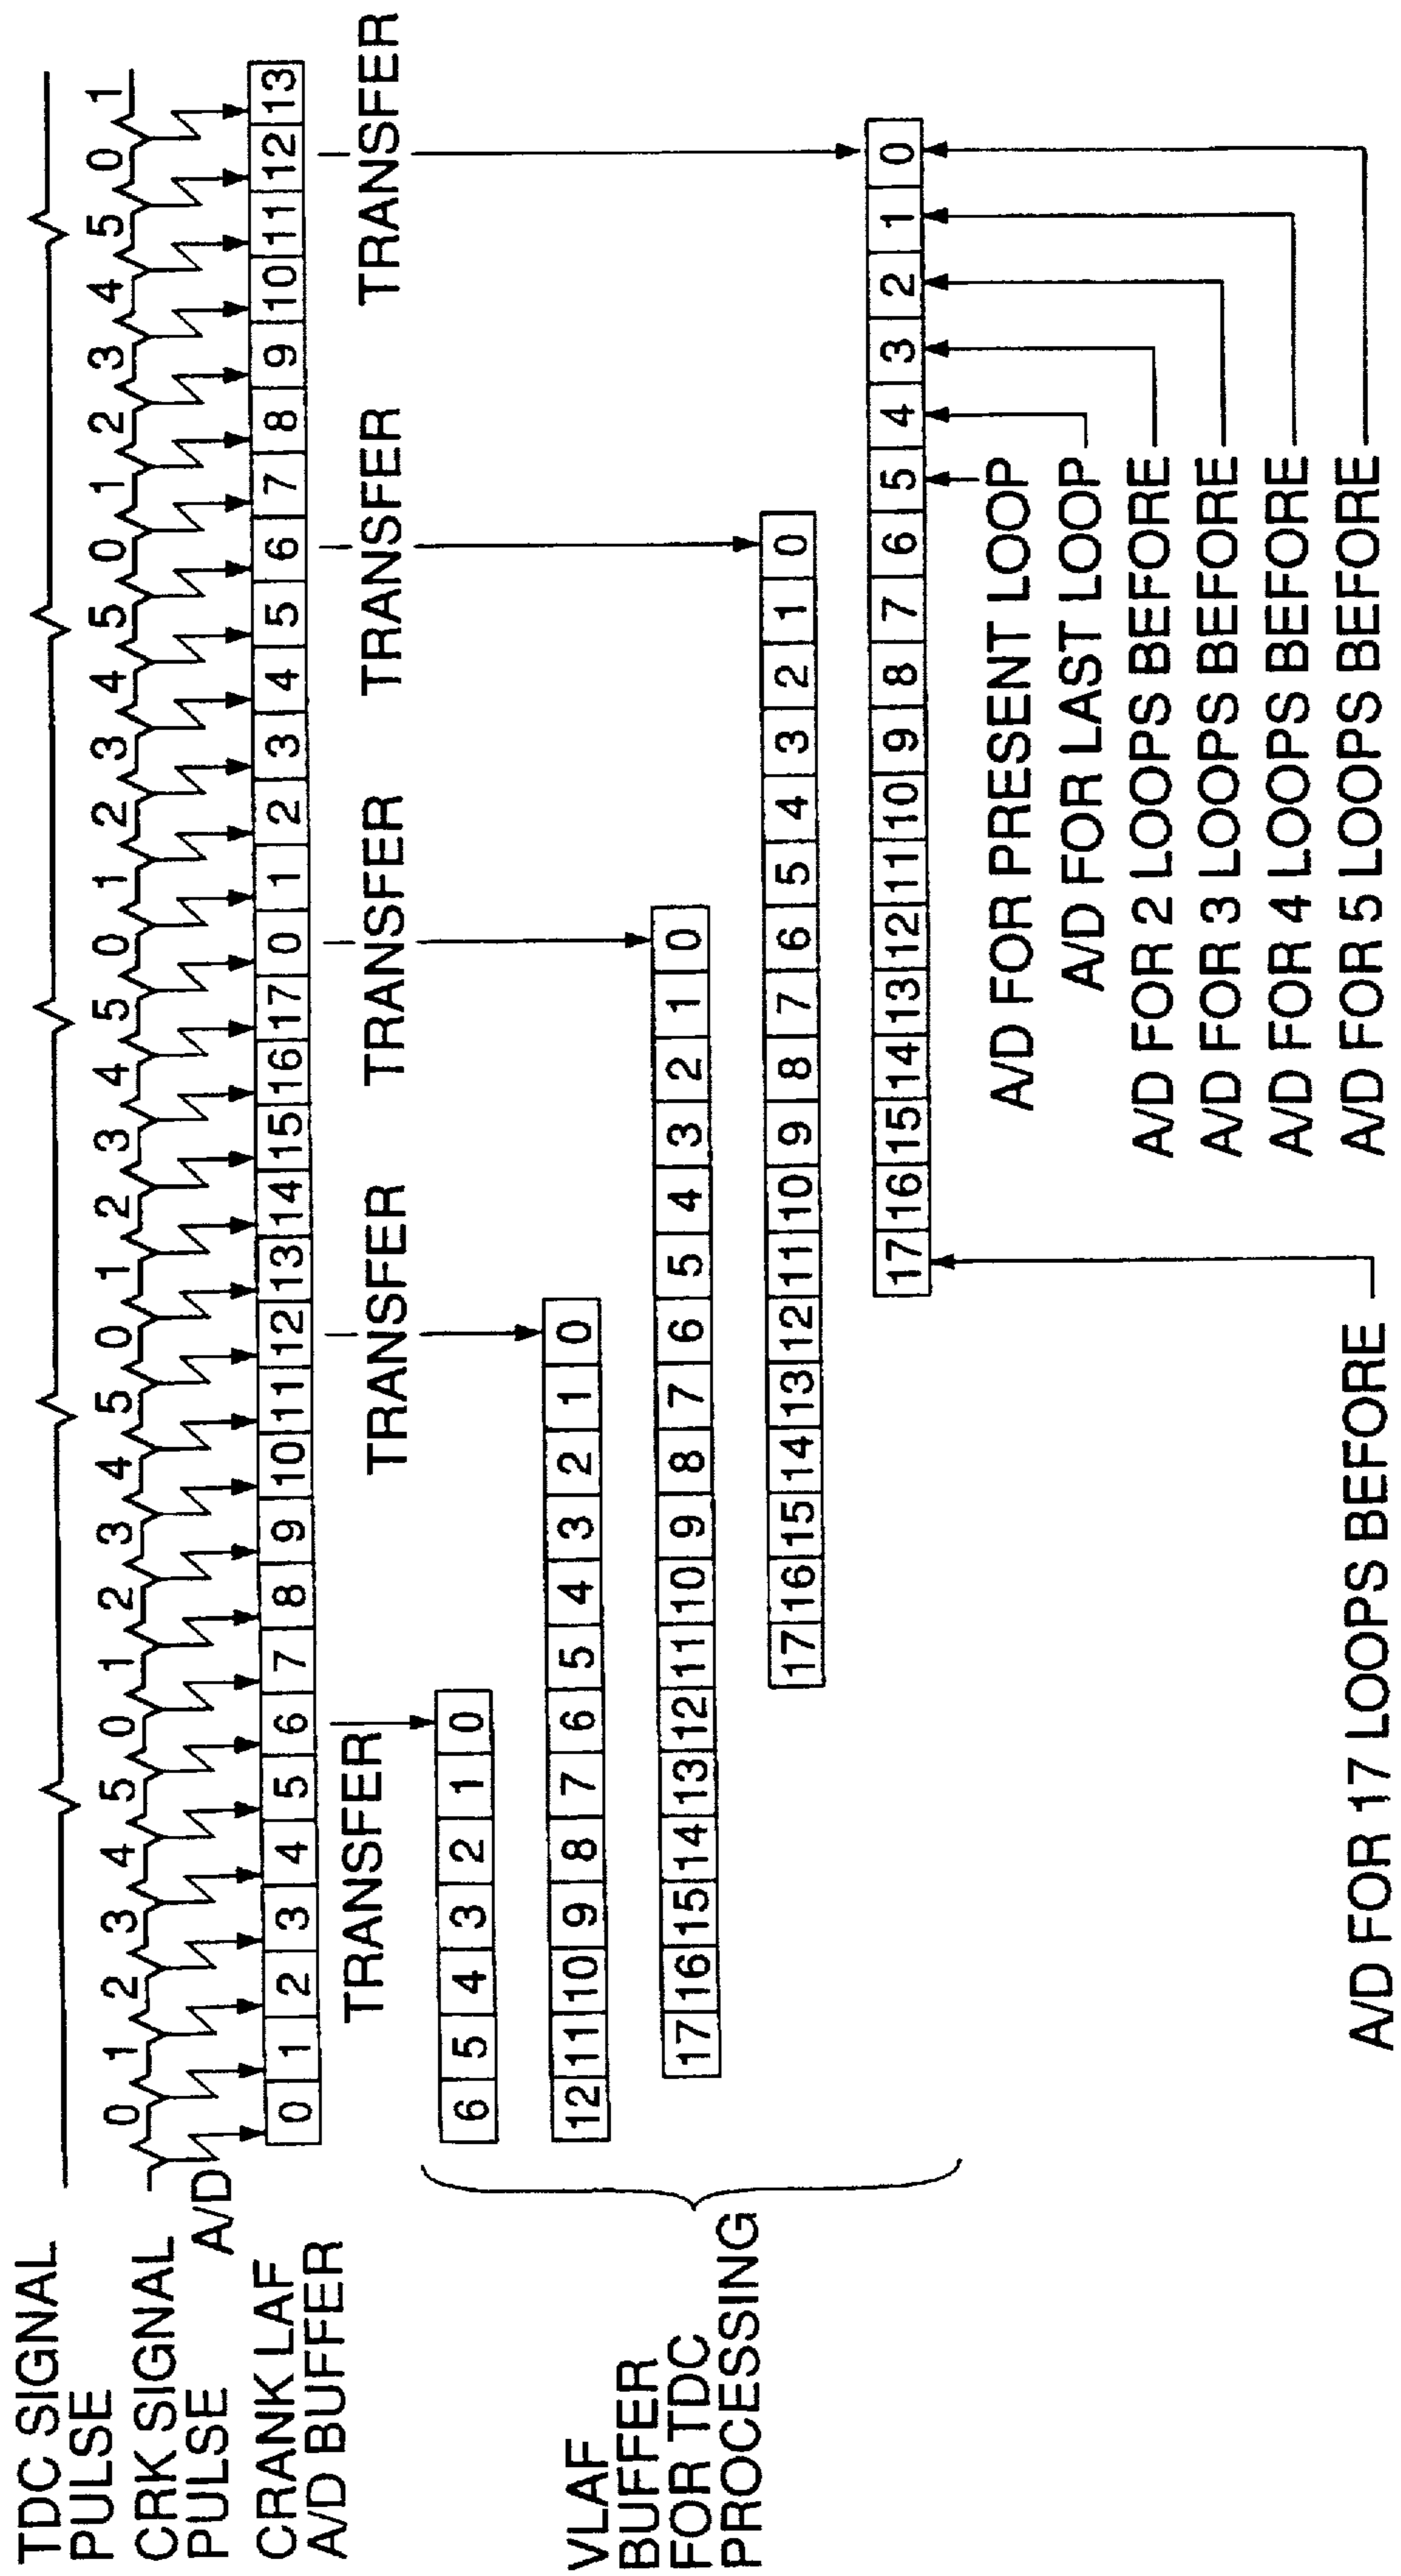 TDC SIGNAL
PULSE
0 1 2 3 4 5 0 1 2 3 4 5 0 1 2 3 4 5 0 1 2 3 4 5 0 1 2 3 4 5 0 1
CRK SIGNAL
PULSE
A/D
CRANK LAF
A/D BUFFER
0 1 2 3 4 5 6 7 8 9 10 11 12 13 14 15 16 17 0 1 2 3 4 5 6 7 8 9 10 11 12 13
TRANSFER TRANSFER TRANSFER TRANSFER TRANSFER
6 5 4 3 2 1 0
VLAF
BUFFER
FOR TDC
PROCESSING
12 11 10 9 8 7 6 5 4 3 2 1 0
17 16 15 14 13 12 11 10 9 8 7 6 5 4 3 2 1 0
17 16 15 14 13 12 11 10 9 8 7 6 5 4 3 2 1 0
17 16 15 14 13 12 11 10 9 8 7 6 5 4 3 2 1 0
A/D FOR PRESENT LOOP
A/D FOR LAST LOOP
A/D FOR 2 LOOPS BEFORE
A/D FOR 3 LOOPS BEFORE
A/D FOR 4 LOOPS BEFORE
A/D FOR 5 LOOPS BEFORE
A/D FOR 17 LOOPS BEFORE